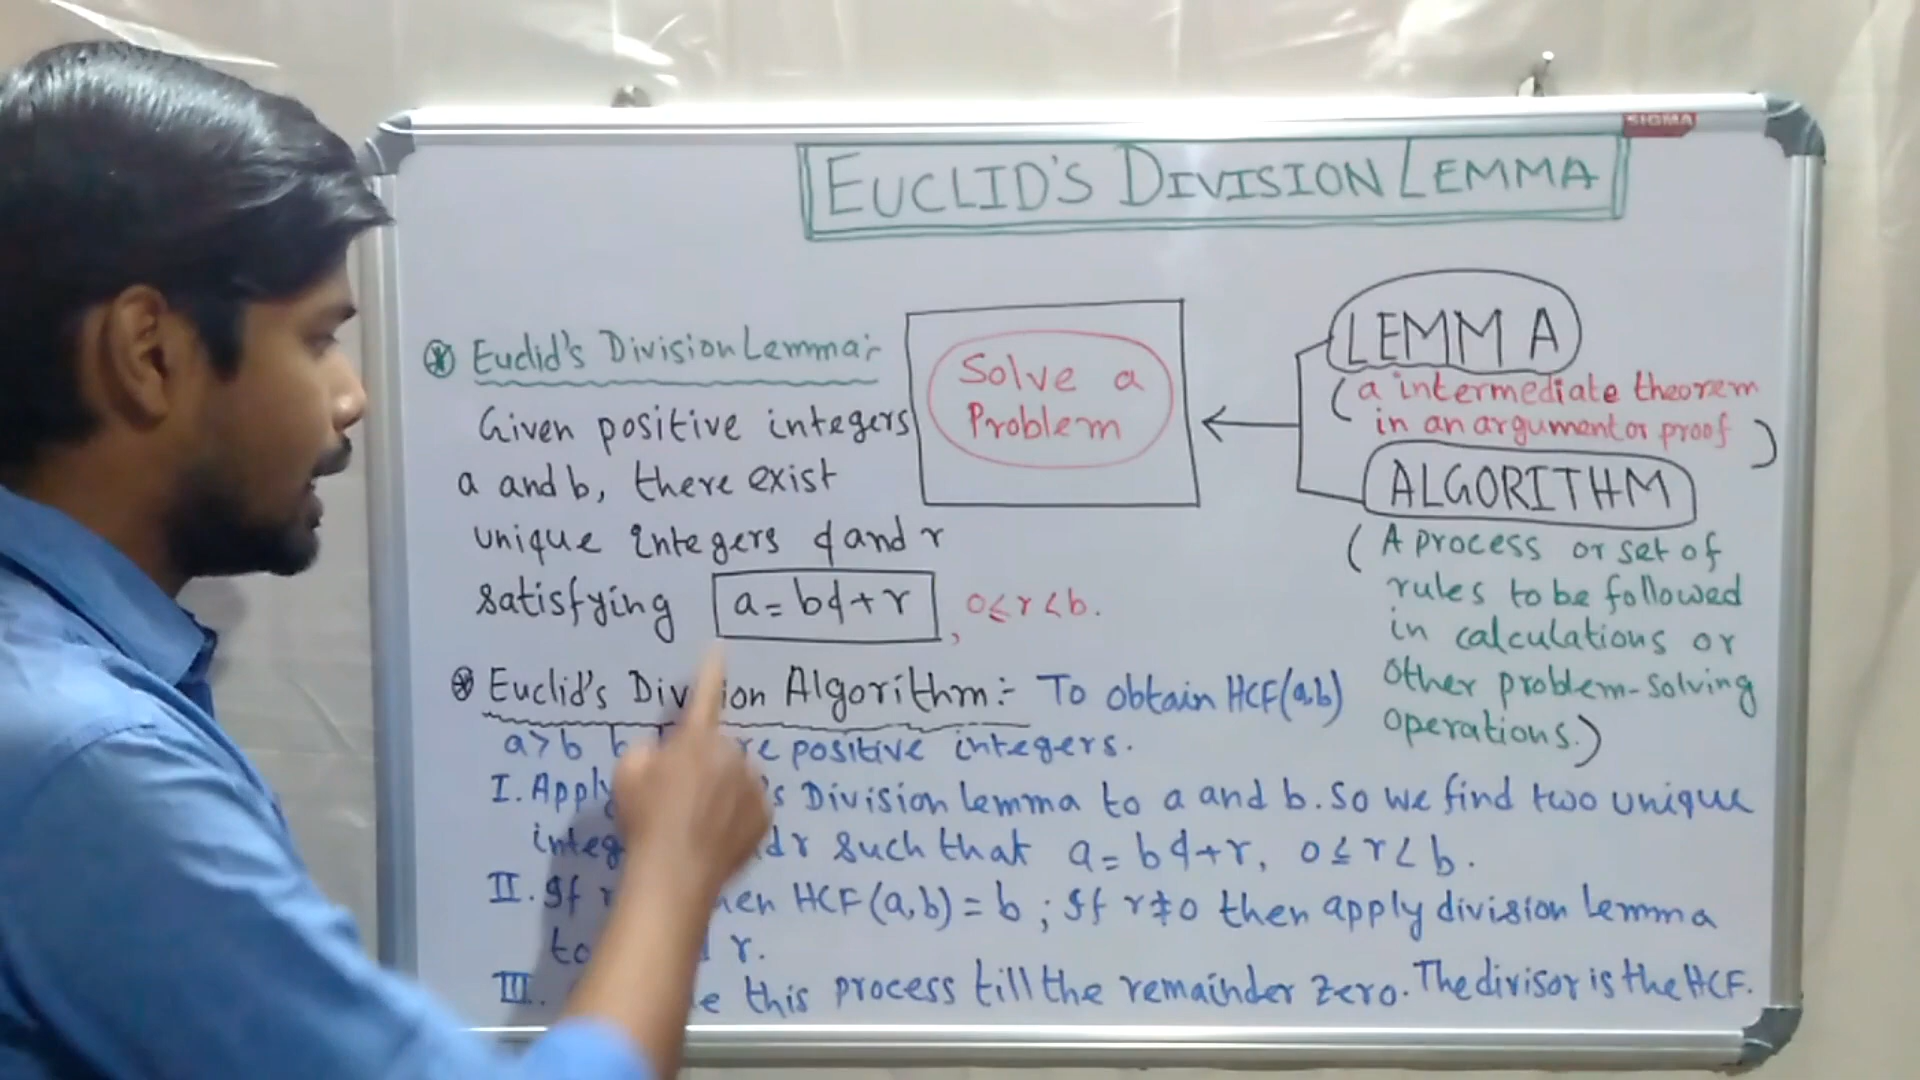 SIGMA
EUCLID'S DIVISION LEMMA
Euclid's Division Lemma:-
Given positive integers
a and b, there exist
unique integers q and r
satisfying a = bq + r, 0 ≤ r < b.
Solve a
Problem
LEMMA
(a intermediate theorem
in an argument or proof)
ALGORITHM
(A process or set of
rules to be followed
in calculations or
other problem-solving
operations.)
Euclid's Division Algorithm:- To obtain HCF(a,b)
a>b positive integers.
I. Apply Division lemma to a and b. So we find two unique
such that a = bq+r, 0 ≤ r < b.
II. If HCF(a,b) = b ; If r ≠ 0 then apply division lemma
to r.
III. this process till the remainder zero. The divisor is the HCF.